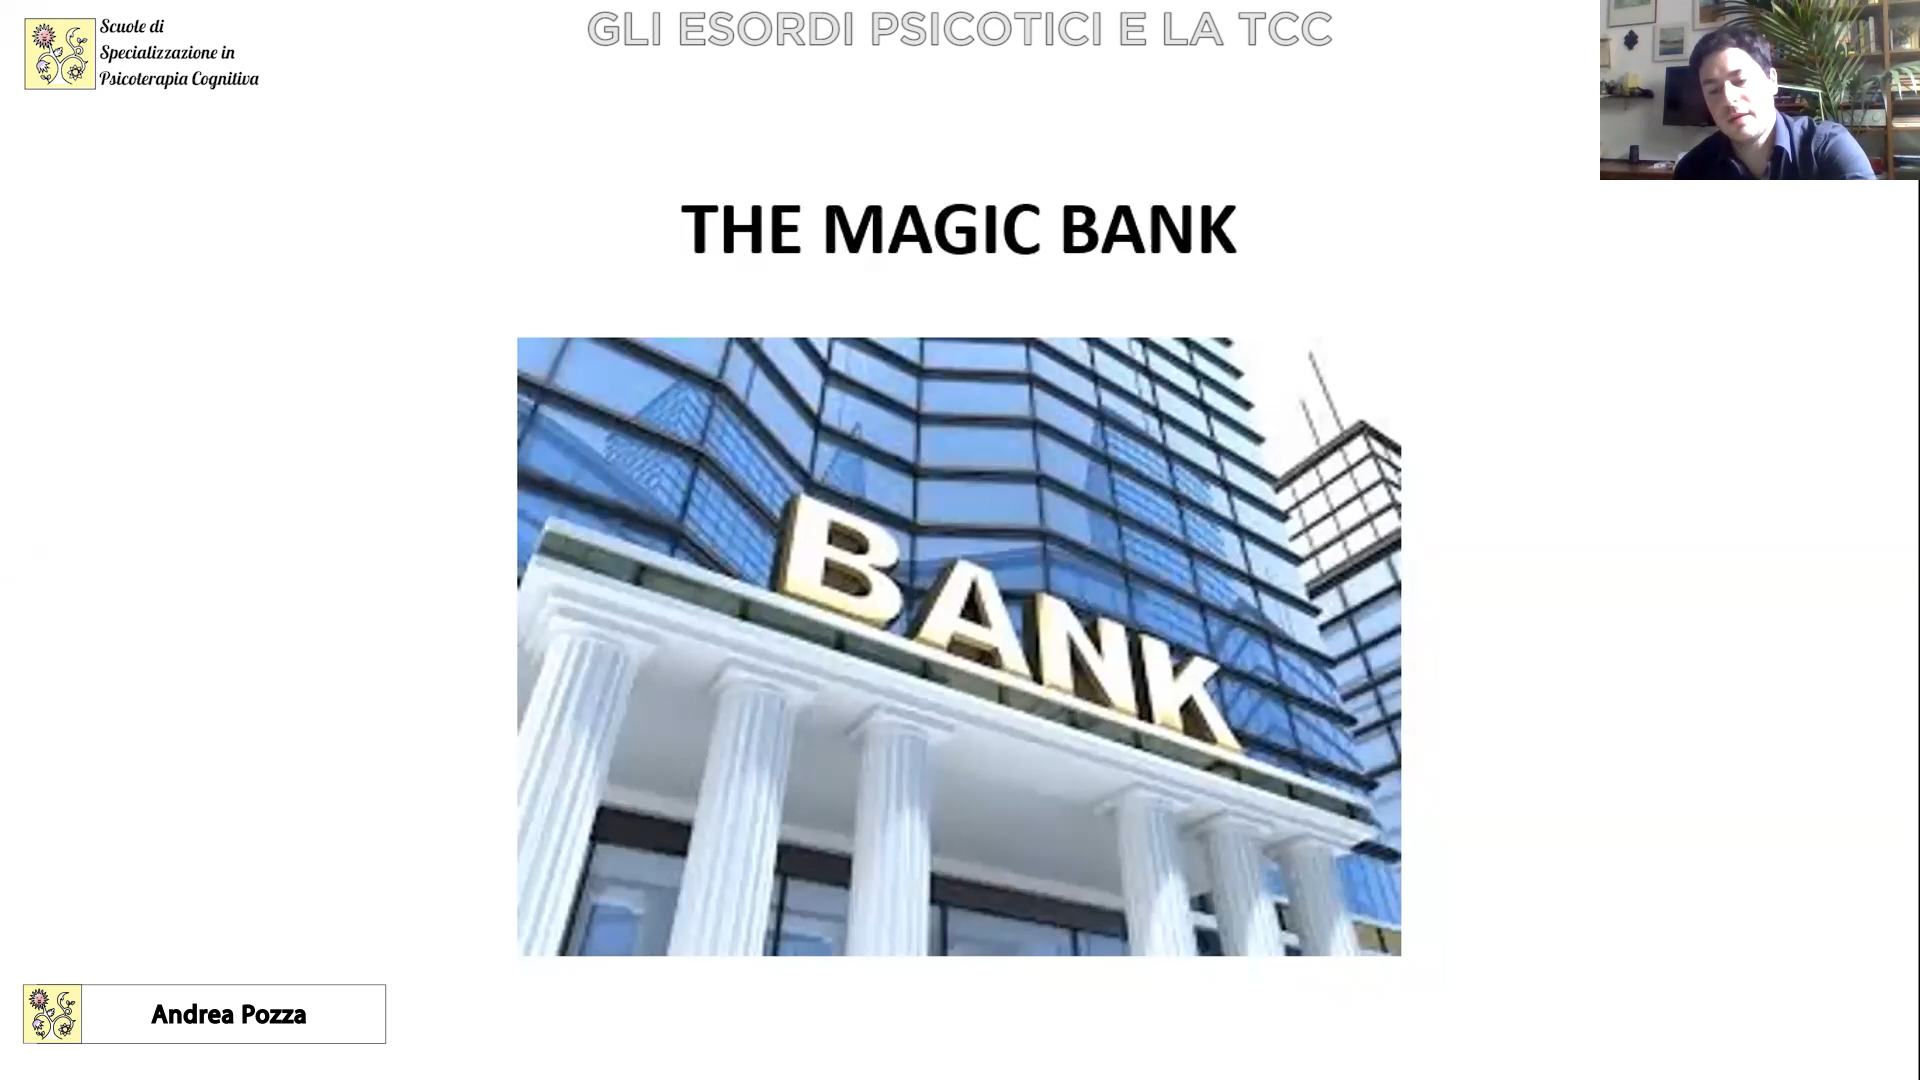 Scuole di
Specializzazione in
Psicoterapia Cognitiva
GLI ESORDI PSICOTICI E LA TCC
THE MAGIC BANK
BANK
Andrea Pozza